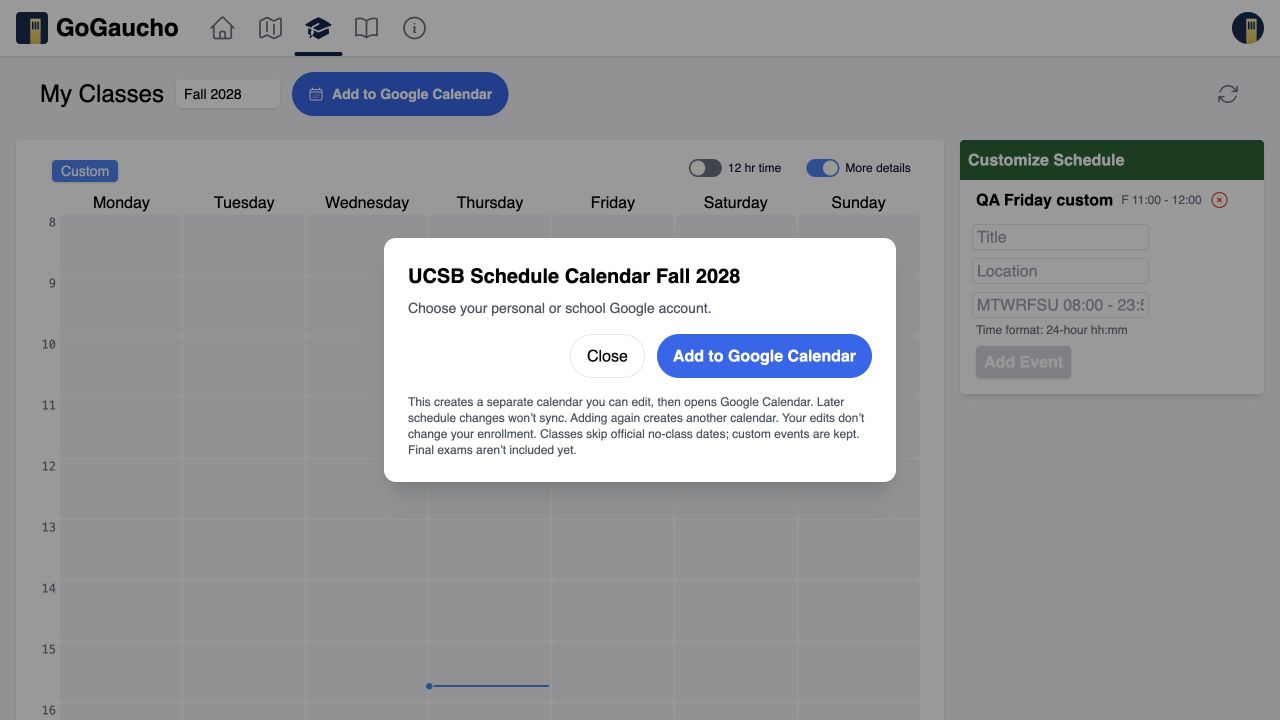 GoGaucho
My Classes
Fall 2028
Add to Google Calendar
Custom
12 hr time
More details
Monday
Tuesday
Wednesday
Thursday
Friday
Saturday
Sunday
8
9
10
11
12
13
14
15
16
Customize Schedule
QA Friday custom F 11:00 - 12:00
Title
Location
MTWRFSU 08:00 - 23:5
Time format: 24-hour hh:mm
Add Event
UCSB Schedule Calendar Fall 2028
Choose your personal or school Google account.
Close
Add to Google Calendar
This creates a separate calendar you can edit, then opens Google Calendar. Later
schedule changes won’t sync. Adding again creates another calendar. Your edits don’t
change your enrollment. Classes skip official no-class dates; custom events are kept.
Final exams aren’t included yet.